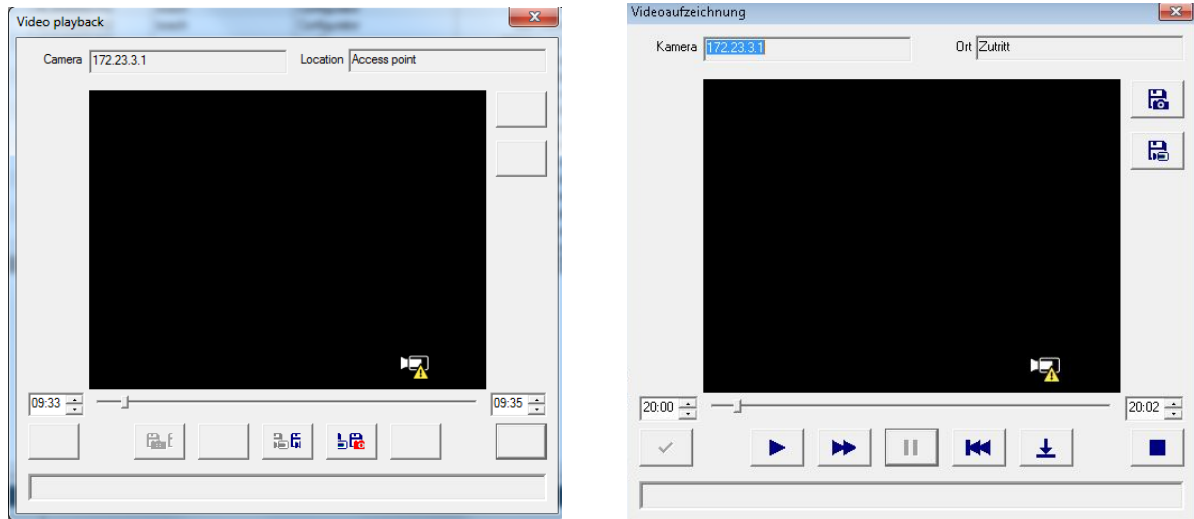 Video playback
Camera 172.23.3.1 Location Access point
09:33 09:35
Videoaufzeichnung
Kamera 172.23.3.1 Ort Zutritt
20:00 20:02